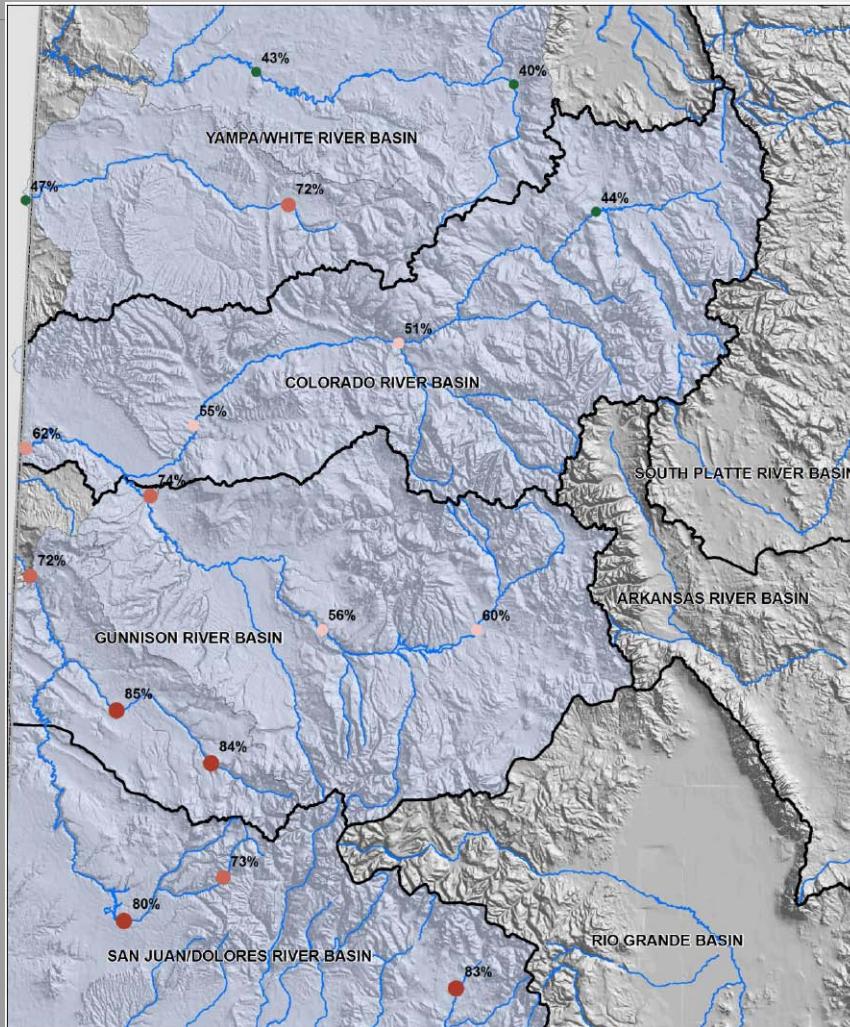 43%
40%
YAMPA/WHITE RIVER BASIN
47%
72%
44%
51%
COLORADO RIVER BASIN
55%
62%
SOUTH PLATTE RIVER BASIN
74%
72%
ARKANSAS RIVER BASIN
56%
60%
GUNNISON RIVER BASIN
85%
84%
73%
80%
RIO GRANDE BASIN
SAN JUAN/DOLORES RIVER BASIN
83%